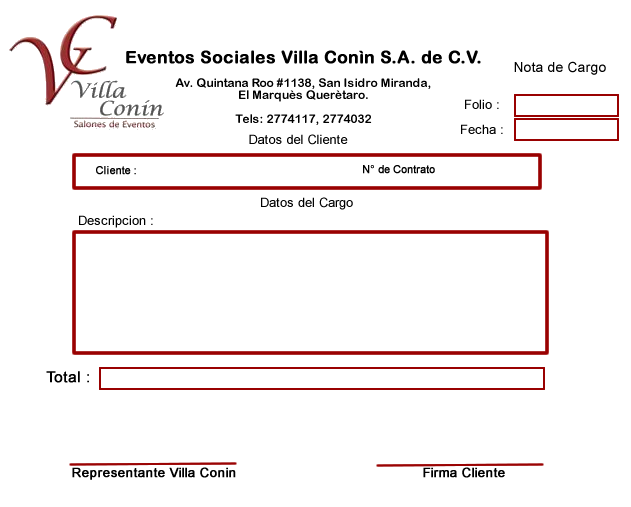 VC
Villa
Conín
Salones de Eventos
Eventos Sociales Villa Conìn S.A. de C.V.
Av. Quintana Roo #1138, San Isidro Miranda,
El Marquès Querètaro.
Tels: 2774117, 2774032
Nota de Cargo
Folio :
Fecha :
Datos del Cliente
Cliente : N° de Contrato
Datos del Cargo
Descripcion :
Total :
Representante Villa Conin Firma Cliente